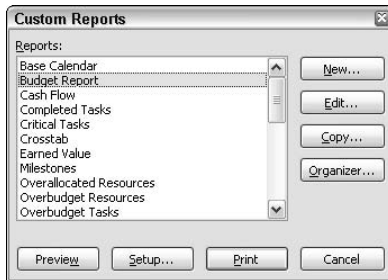 Custom Reports
Reports:
Base Calendar
Budget Report
Cash Flow
Completed Tasks
Critical Tasks
Crosstab
Earned Value
Milestones
Overallocated Resources
Overbudget Resources
Overbudget Tasks
New...
Edit...
Copy...
Organizer...
Preview
Setup...
Print
Cancel